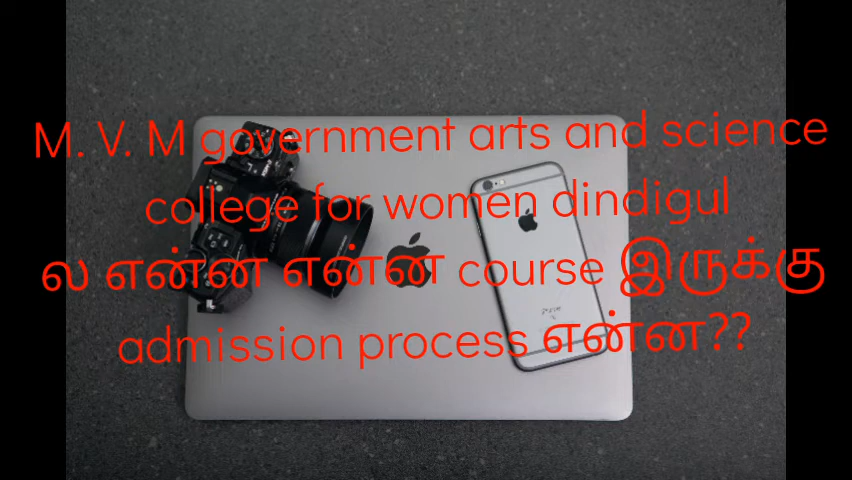 M. V. M government arts and science
college for women dindigul
ல என்ன என்ன course இருக்கு
admission process என்ன??